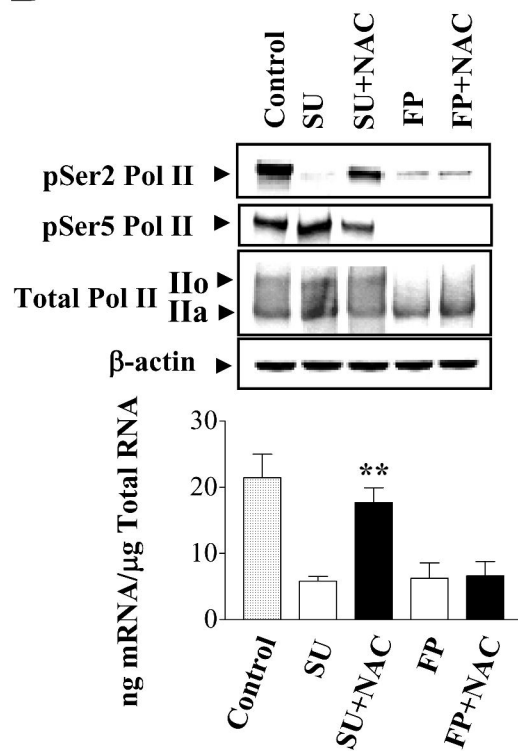 Control
SU
SU+NAC
FP
FP+NAC
pSer2 Pol II
pSer5 Pol II
Total Pol II
IIo
IIa
β-actin
ng mRNA/μg Total RNA
30
20
10
0
**
Control
SU
SU+NAC
FP
FP+NAC